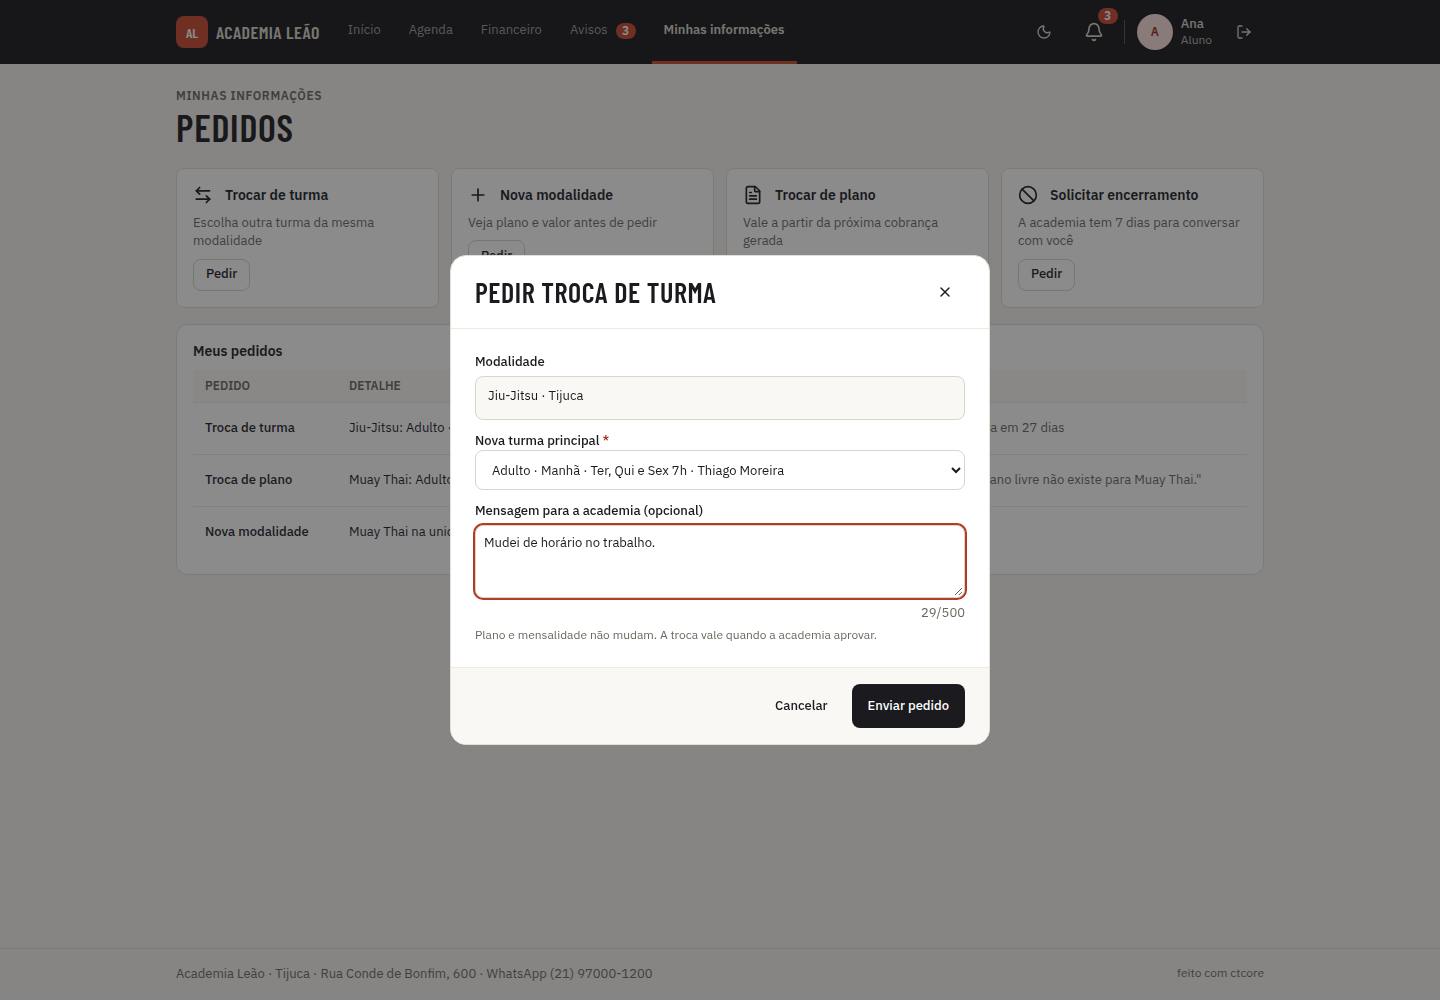 AL ACADEMIA LEÃO Início Agenda Financeiro Avisos 3 Minhas informações 3 A Ana
Aluno
MINHAS INFORMAÇÕES
PEDIDOS
Trocar de turma
Escolha outra turma da mesma
modalidade
Pedir
Nova modalidade
Veja plano e valor antes de pedir
Pedir
Trocar de plano
Vale a partir da próxima cobrança
gerada
Solicitar encerramento
A academia tem 7 dias para conversar
com você
Pedir
PEDIR TROCA DE TURMA
Modalidade
Jiu-Jitsu · Tijuca
Nova turma principal *
Adulto · Manhã · Ter, Qui e Sex 7h · Thiago Moreira
Mensagem para a academia (opcional)
Mudei de horário no trabalho.
29/500
Plano e mensalidade não mudam. A troca vale quando a academia aprovar.
Cancelar Enviar pedido
Meus pedidos
PEDIDO DETALHE
Troca de turma Jiu-Jitsu: Adulto · a em 27 dias
Troca de plano Muay Thai: Adulto ano livre não existe para Muay Thai."
Nova modalidade Muay Thai na unid
Academia Leão · Tijuca · Rua Conde de Bonfim, 600 · WhatsApp (21) 97000-1200 feito com ctcore